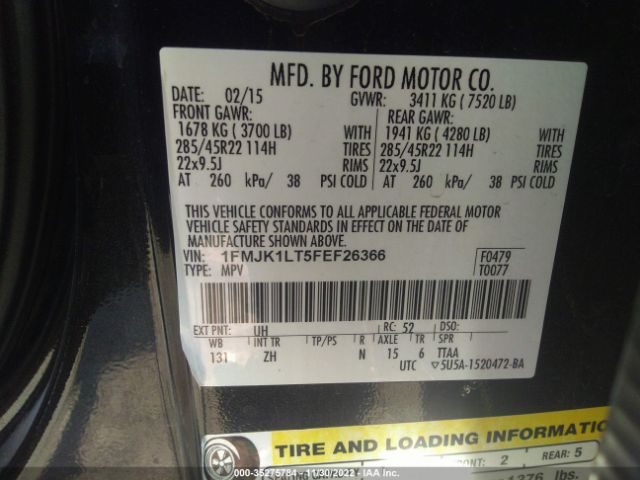 MFD. BY FORD MOTOR CO.
DATE: 02/15 GVWR: 3411 KG ( 7520 LB)
FRONT GAWR: REAR GAWR:
1678 KG ( 3700 LB) WITH 1941 KG ( 4280 LB) WITH
285/45R22 114H TIRES 285/45R22 114H TIRES
22x9.5J RIMS 22x9.5J RIMS
AT 260 kPa/ 38 PSI COLD AT 260 kPa/ 38 PSI COLD
THIS VEHICLE CONFORMS TO ALL APPLICABLE FEDERAL MOTOR
VEHICLE SAFETY STANDARDS IN EFFECT ON THE DATE OF
MANUFACTURE SHOWN ABOVE.
VIN: 1FMJK1LT5FEF26366 F0479
TYPE: MPV T0077
EXT PNT: UH RC: 52 DSO:
WB INT TR TP/PS R AXLE TR SPR
131 ZH N 15 6 TTAA
UTC ▽5U5A-1520472-BA
TIRE AND LOADING INFORMATION
2 REAR: 5
lbs.
© COPART 35275784 - 11/30/2022 - IAA Inc.